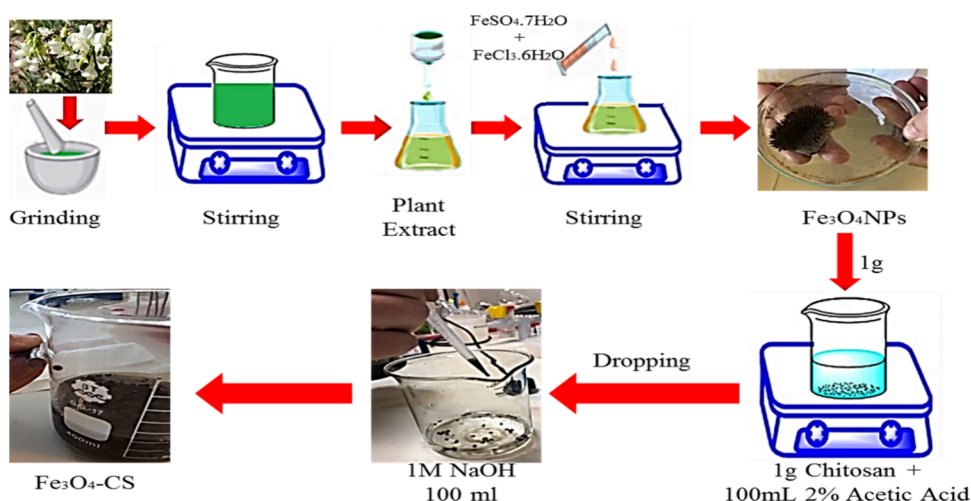 FeSO₄.7H₂O
+
FeCl₃.6H₂O
Grinding
Stirring
Plant
Extract
Stirring
Fe₃O₄NPs
1g
Dropping
400ml
Fe₃O₄-CS
1M NaOH
100 ml
1g Chitosan +
100mL 2% Acetic Acid